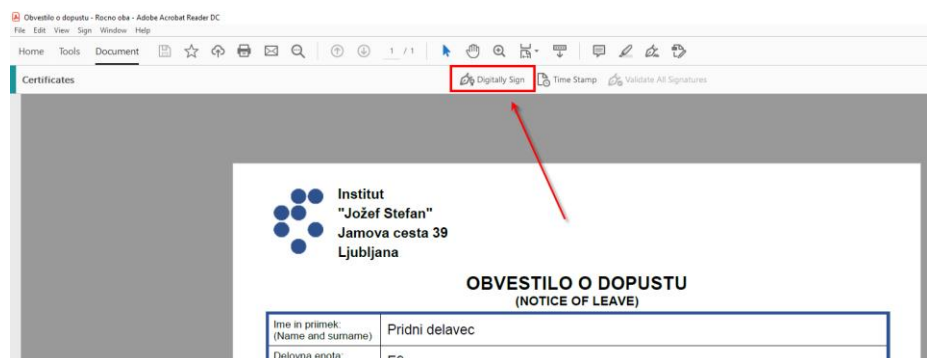 Obvestilo o dopustu - Rocno oba - Adobe Acrobat Reader DC
File Edit View Sign Window Help
Home Tools Document 1 / 1
Certificates Digitally Sign Time Stamp Validate All Signatures
Institut
"Jožef Stefan"
Jamova cesta 39
Ljubljana
OBVESTILO O DOPUSTU
(NOTICE OF LEAVE)
Ime in priimek:
(Name and surname) Pridni delavec
Delovna enota: